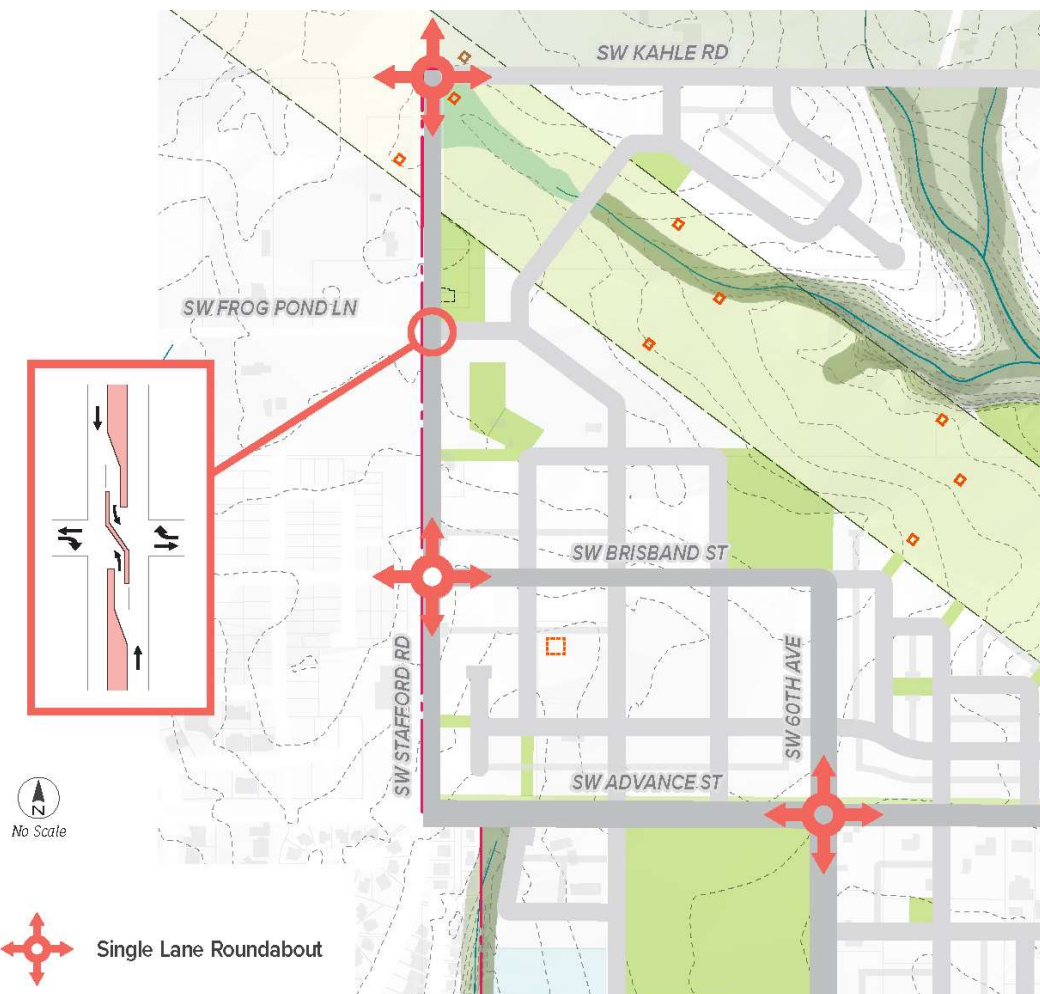 SW KAHLE RD
SW FROG POND LN
SW BRISBAND ST
SW STAFFORD RD
SW 60TH AVE
SW ADVANCE ST
N
No Scale
Single Lane Roundabout